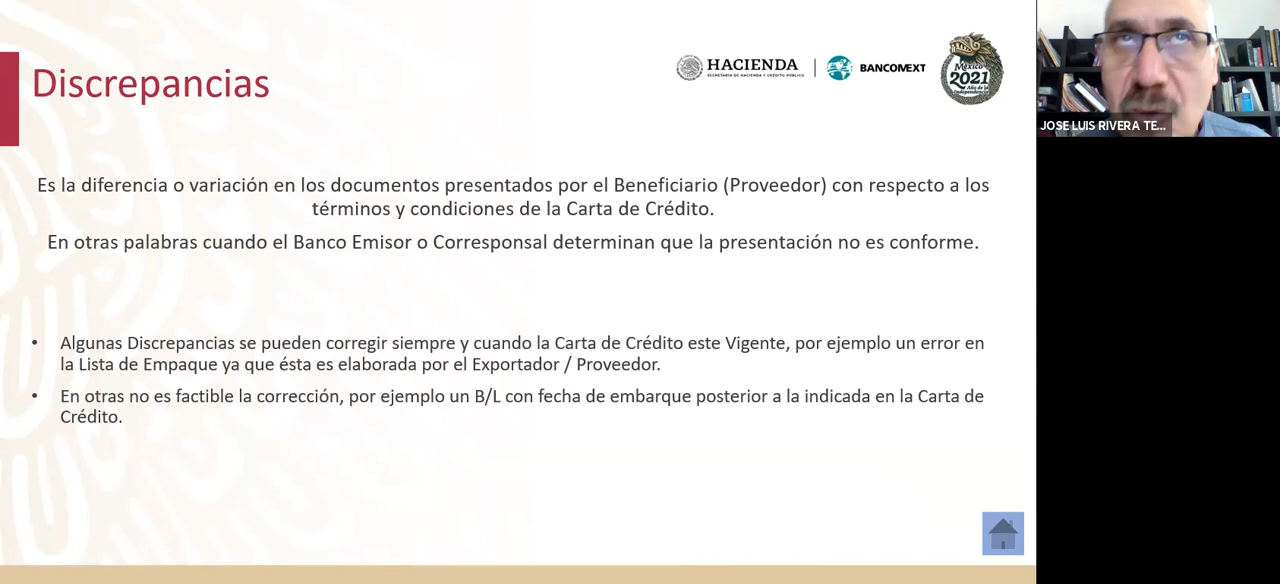 Discrepancias
HACIENDA
SECRETARÍA DE HACIENDA Y CRÉDITO PÚBLICO
BANCOMEXT
México
2021
Año de la
Independencia
JOSE LUIS RIVERA TE...
Es la diferencia o variación en los documentos presentados por el Beneficiario (Proveedor) con respecto a los
términos y condiciones de la Carta de Crédito.
En otras palabras cuando el Banco Emisor o Corresponsal determinan que la presentación no es conforme.
• Algunas Discrepancias se pueden corregir siempre y cuando la Carta de Crédito este Vigente, por ejemplo un error en
la Lista de Empaque ya que ésta es elaborada por el Exportador / Proveedor.
• En otras no es factible la corrección, por ejemplo un B/L con fecha de embarque posterior a la indicada en la Carta de
Crédito.